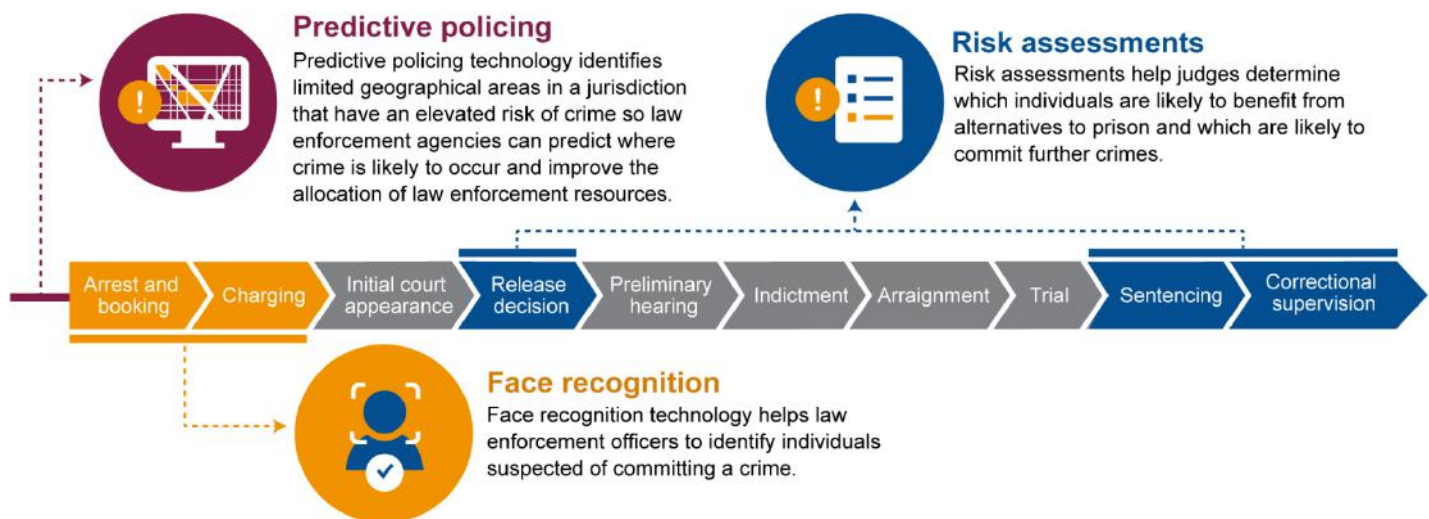 Predictive policing
Predictive policing technology identifies
limited geographical areas in a jurisdiction
that have an elevated risk of crime so law
enforcement agencies can predict where
crime is likely to occur and improve the
allocation of law enforcement resources.
Risk assessments
Risk assessments help judges determine
which individuals are likely to benefit from
alternatives to prison and which are likely to
commit further crimes.
Arrest and
booking
Charging
Initial court
appearance
Release
decision
Preliminary
hearing
Indictment
Arraignment
Trial
Sentencing
Correctional
supervision
Face recognition
Face recognition technology helps law
enforcement officers to identify individuals
suspected of committing a crime.